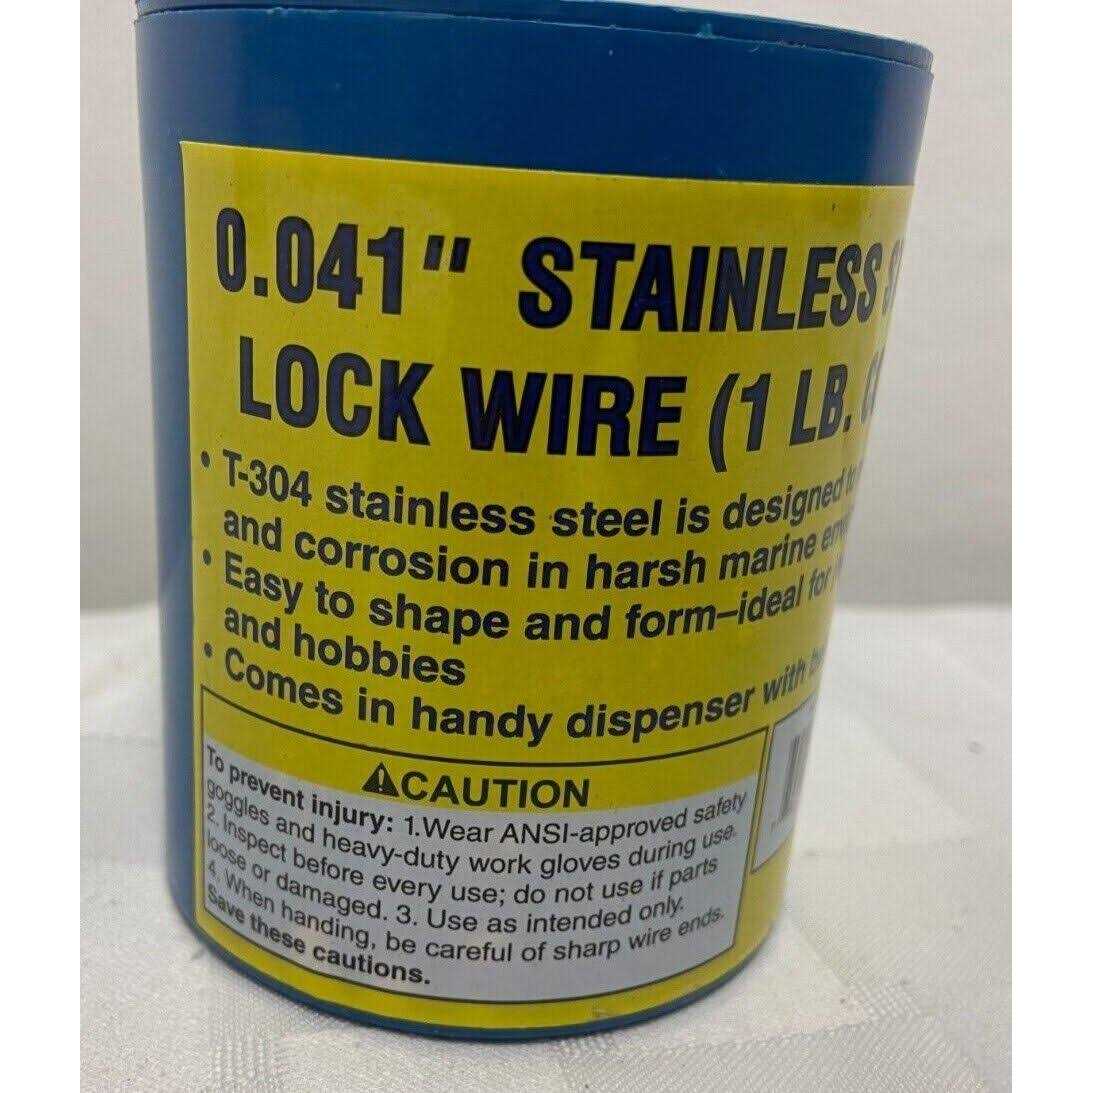 0.041" STAINLESS
LOCK WIRE (1 LB.
• T-304 stainless steel is designed
and corrosion in harsh marine
• Easy to shape and form–ideal for
and hobbies
• Comes in handy dispenser with
⚠CAUTION
To prevent injury: 1.Wear ANSI-approved safety
goggles and heavy-duty work gloves during use.
2. Inspect before every use; do not use if parts
loose or damaged. 3. Use as intended only.
4. When handing, be careful of sharp wire ends.
Save these cautions.